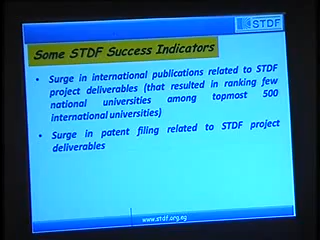 STDF
Some STDF Success Indicators
• Surge in international publications related to STDF
project deliverables (that resulted in ranking few
national universities among topmost 500
international universities)
• Surge in patent filing related to STDF project
deliverables
www.stdf.org.eg